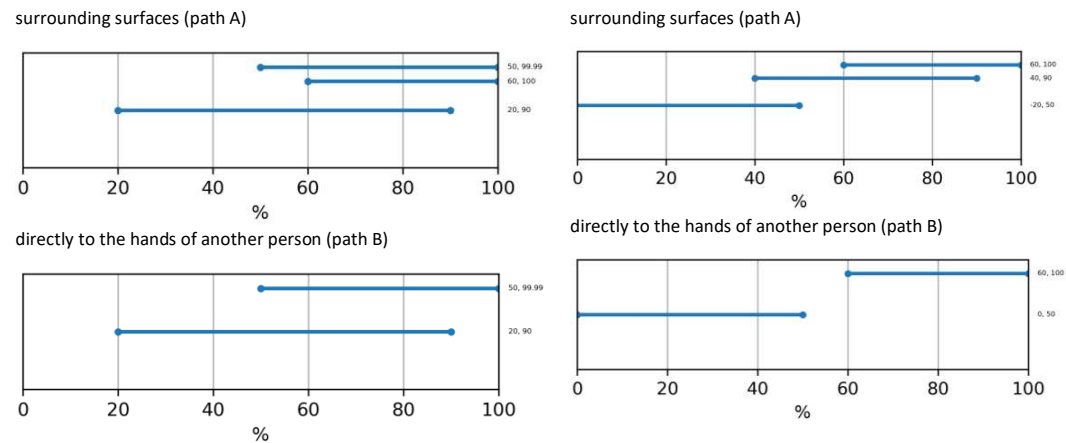 surrounding surfaces (path A)
50, 99.99
60, 100
20, 90
0 20 40 60 80 100
%
directly to the hands of another person (path B)
50, 99.99
20, 90
0 20 40 60 80 100
%
surrounding surfaces (path A)
60, 100
40, 90
-20, 50
0 20 40 60 80 100
%
directly to the hands of another person (path B)
60, 100
0, 50
0 20 40 60 80 100
%